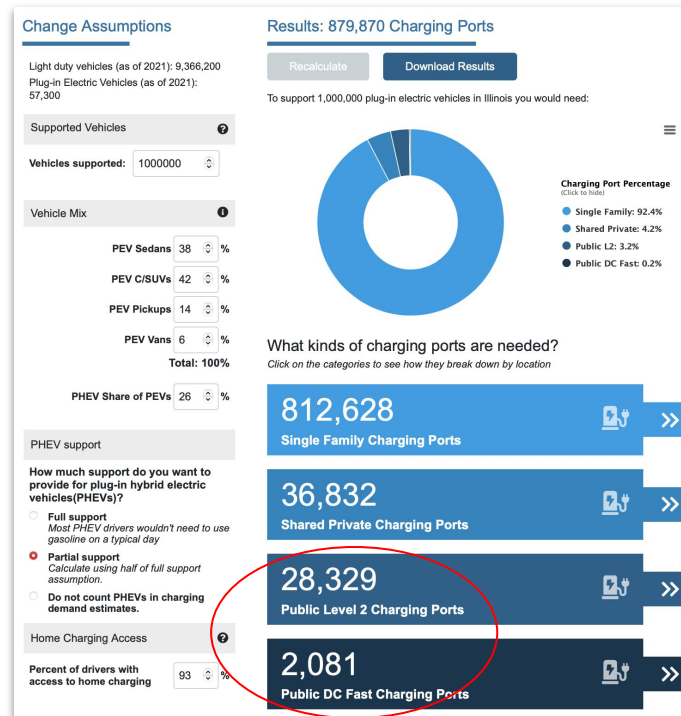 Change Assumptions
Light duty vehicles (as of 2021): 9,366,200
Plug-in Electric Vehicles (as of 2021):
57,300
Supported Vehicles
Vehicles supported: 1000000
Vehicle Mix
PEV Sedans 38 %
PEV C/SUVs 42 %
PEV Pickups 14 %
PEV Vans 6 %
Total: 100%
PHEV Share of PEVs 26 %
PHEV support
How much support do you want to
provide for plug-in hybrid electric
vehicles(PHEVs)?
Full support
Most PHEV drivers wouldn't need to use
gasoline on a typical day
Partial support
Calculate using half of full support
assumption.
Do not count PHEVs in charging
demand estimates.
Home Charging Access
Percent of drivers with
access to home charging 93 %
Results: 879,870 Charging Ports
Recalculate
Download Results
To support 1,000,000 plug-in electric vehicles in Illinois you would need:
Charging Port Percentage
(Click to hide)
Single Family: 92.4%
Shared Private: 4.2%
Public L2: 3.2%
Public DC Fast: 0.2%
What kinds of charging ports are needed?
Click on the categories to see how they break down by location
812,628
Single Family Charging Ports
36,832
Shared Private Charging Ports
28,329
Public Level 2 Charging Ports
2,081
Public DC Fast Charging Ports